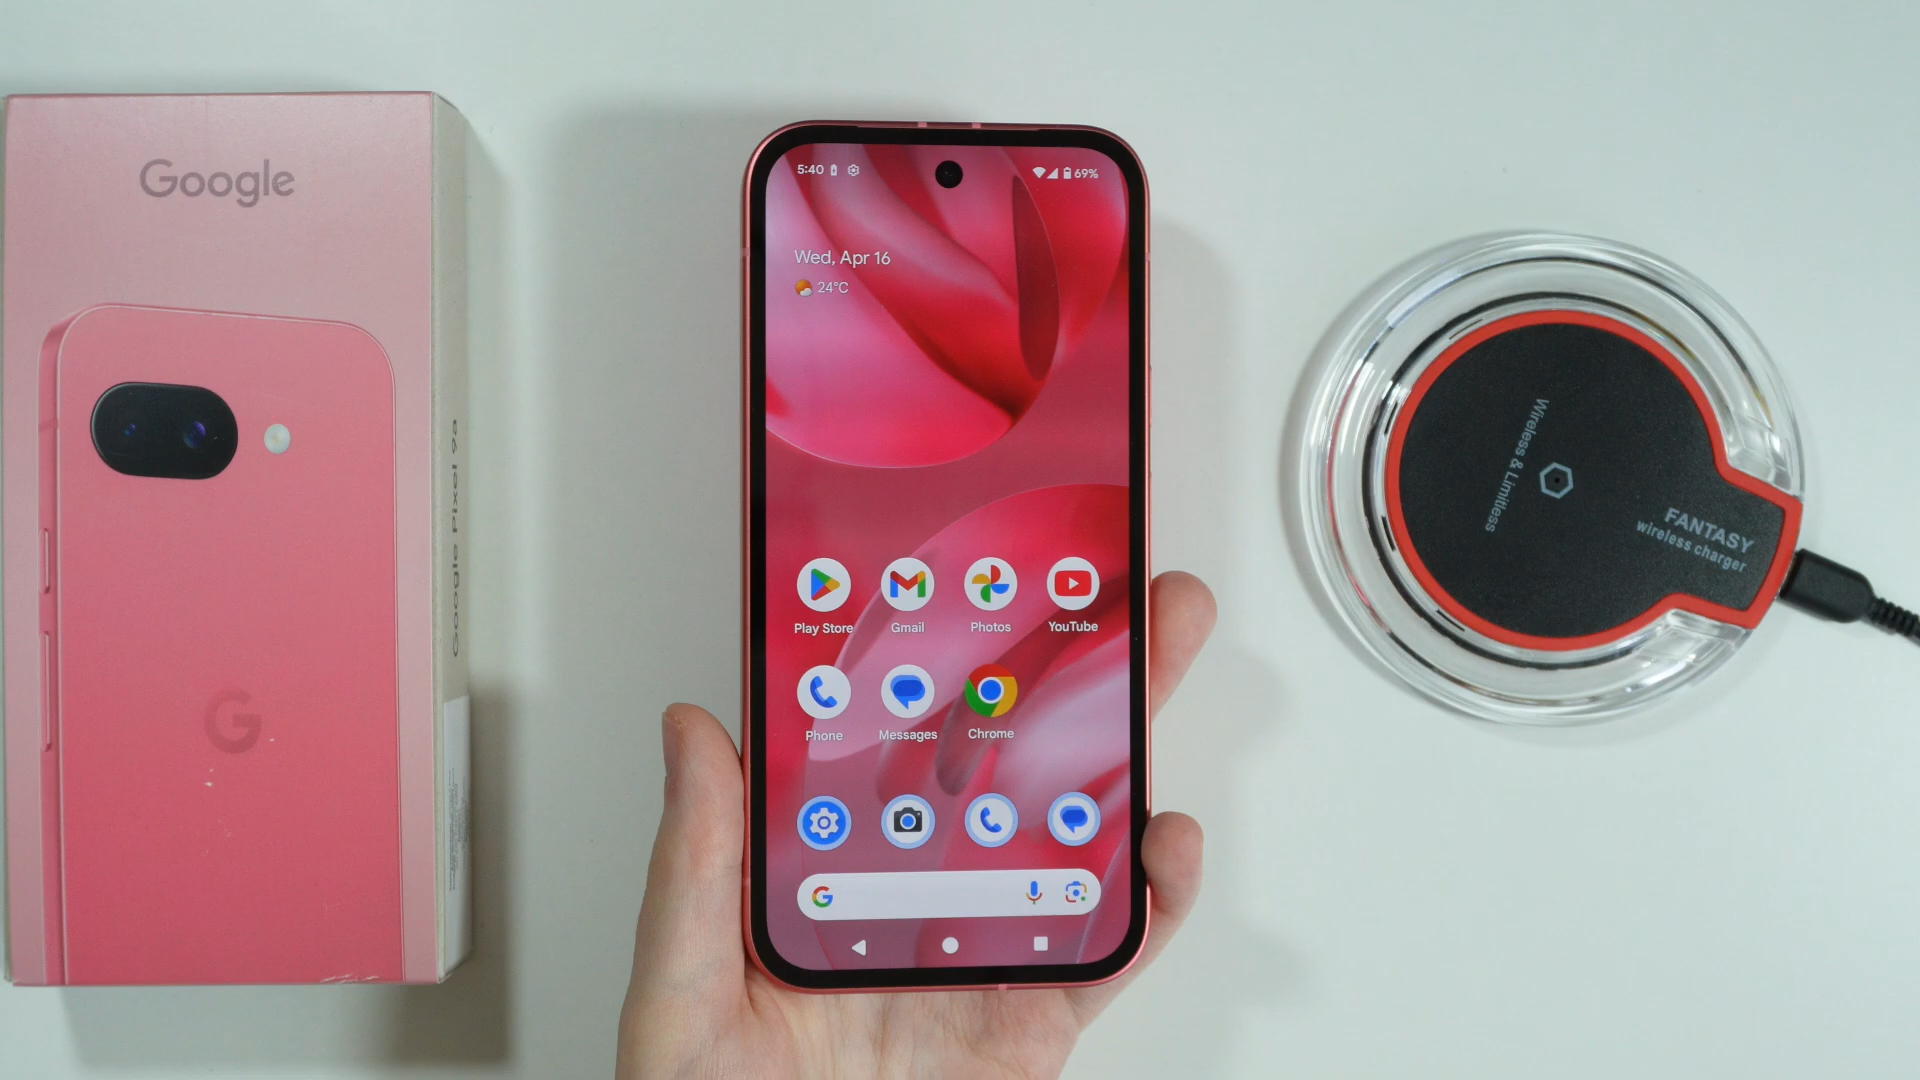 Google
Google Pixel 9a
5:40
69%
Wed, Apr 16
24°C
Play Store
Gmail
Photos
YouTube
Phone
Messages
Chrome
Wireless & Limitless
FANTASY
wireless charger